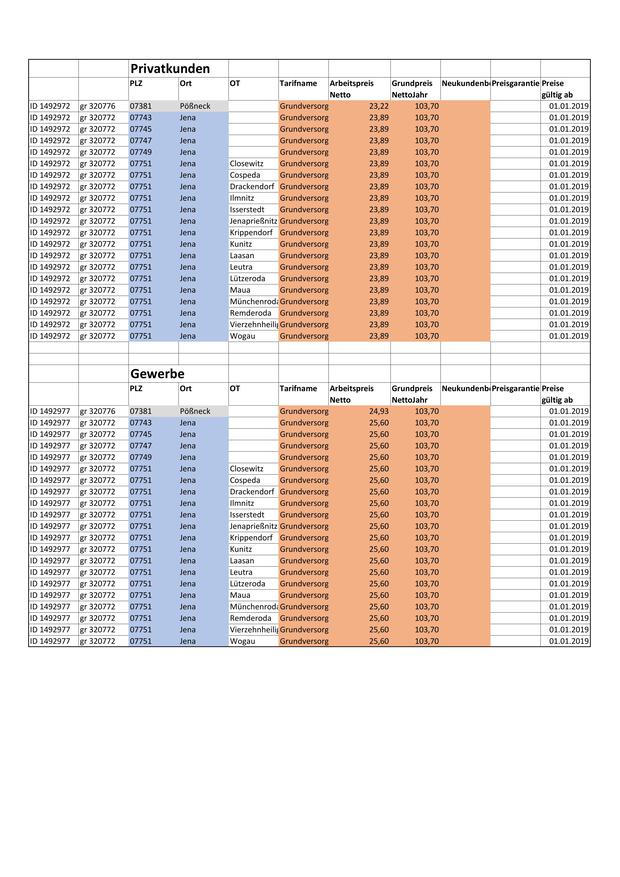 Privatkunden
PLZ Ort OT Tarifname Arbeitspreis Grundpreis Neukundenb Preisgarantie Preise
Netto NettoJahr gültig ab
ID 1492972 gr 320776 07381 Pößneck Grundversorg 23,22 103,70 01.01.2019
ID 1492972 gr 320772 07743 Jena Grundversorg 23,89 103,70 01.01.2019
ID 1492972 gr 320772 07745 Jena Grundversorg 23,89 103,70 01.01.2019
ID 1492972 gr 320772 07747 Jena Grundversorg 23,89 103,70 01.01.2019
ID 1492972 gr 320772 07749 Jena Grundversorg 23,89 103,70 01.01.2019
ID 1492972 gr 320772 07751 Jena Closewitz Grundversorg 23,89 103,70 01.01.2019
ID 1492972 gr 320772 07751 Jena Cospeda Grundversorg 23,89 103,70 01.01.2019
ID 1492972 gr 320772 07751 Jena Drackendorf Grundversorg 23,89 103,70 01.01.2019
ID 1492972 gr 320772 07751 Jena Ilmnitz Grundversorg 23,89 103,70 01.01.2019
ID 1492972 gr 320772 07751 Jena Isserstedt Grundversorg 23,89 103,70 01.01.2019
ID 1492972 gr 320772 07751 Jena Jenaprießnitz Grundversorg 23,89 103,70 01.01.2019
ID 1492972 gr 320772 07751 Jena Krippendorf Grundversorg 23,89 103,70 01.01.2019
ID 1492972 gr 320772 07751 Jena Kunitz Grundversorg 23,89 103,70 01.01.2019
ID 1492972 gr 320772 07751 Jena Laasan Grundversorg 23,89 103,70 01.01.2019
ID 1492972 gr 320772 07751 Jena Leutra Grundversorg 23,89 103,70 01.01.2019
ID 1492972 gr 320772 07751 Jena Lützeroda Grundversorg 23,89 103,70 01.01.2019
ID 1492972 gr 320772 07751 Jena Maua Grundversorg 23,89 103,70 01.01.2019
ID 1492972 gr 320772 07751 Jena Münchenroda Grundversorg 23,89 103,70 01.01.2019
ID 1492972 gr 320772 07751 Jena Remderoda Grundversorg 23,89 103,70 01.01.2019
ID 1492972 gr 320772 07751 Jena Vierzehnheilig Grundversorg 23,89 103,70 01.01.2019
ID 1492972 gr 320772 07751 Jena Wogau Grundversorg 23,89 103,70 01.01.2019
Gewerbe
PLZ Ort OT Tarifname Arbeitspreis Grundpreis Neukundenb Preisgarantie Preise
Netto NettoJahr gültig ab
ID 1492977 gr 320776 07381 Pößneck Grundversorg 24,93 103,70 01.01.2019
ID 1492977 gr 320772 07743 Jena Grundversorg 25,60 103,70 01.01.2019
ID 1492977 gr 320772 07745 Jena Grundversorg 25,60 103,70 01.01.2019
ID 1492977 gr 320772 07747 Jena Grundversorg 25,60 103,70 01.01.2019
ID 1492977 gr 320772 07749 Jena Grundversorg 25,60 103,70 01.01.2019
ID 1492977 gr 320772 07751 Jena Closewitz Grundversorg 25,60 103,70 01.01.2019
ID 1492977 gr 320772 07751 Jena Cospeda Grundversorg 25,60 103,70 01.01.2019
ID 1492977 gr 320772 07751 Jena Drackendorf Grundversorg 25,60 103,70 01.01.2019
ID 1492977 gr 320772 07751 Jena Ilmnitz Grundversorg 25,60 103,70 01.01.2019
ID 1492977 gr 320772 07751 Jena Isserstedt Grundversorg 25,60 103,70 01.01.2019
ID 1492977 gr 320772 07751 Jena Jenaprießnitz Grundversorg 25,60 103,70 01.01.2019
ID 1492977 gr 320772 07751 Jena Krippendorf Grundversorg 25,60 103,70 01.01.2019
ID 1492977 gr 320772 07751 Jena Kunitz Grundversorg 25,60 103,70 01.01.2019
ID 1492977 gr 320772 07751 Jena Laasan Grundversorg 25,60 103,70 01.01.2019
ID 1492977 gr 320772 07751 Jena Leutra Grundversorg 25,60 103,70 01.01.2019
ID 1492977 gr 320772 07751 Jena Lützeroda Grundversorg 25,60 103,70 01.01.2019
ID 1492977 gr 320772 07751 Jena Maua Grundversorg 25,60 103,70 01.01.2019
ID 1492977 gr 320772 07751 Jena Münchenroda Grundversorg 25,60 103,70 01.01.2019
ID 1492977 gr 320772 07751 Jena Remderoda Grundversorg 25,60 103,70 01.01.2019
ID 1492977 gr 320772 07751 Jena Vierzehnheilig Grundversorg 25,60 103,70 01.01.2019
ID 1492977 gr 320772 07751 Jena Wogau Grundversorg 25,60 103,70 01.01.2019